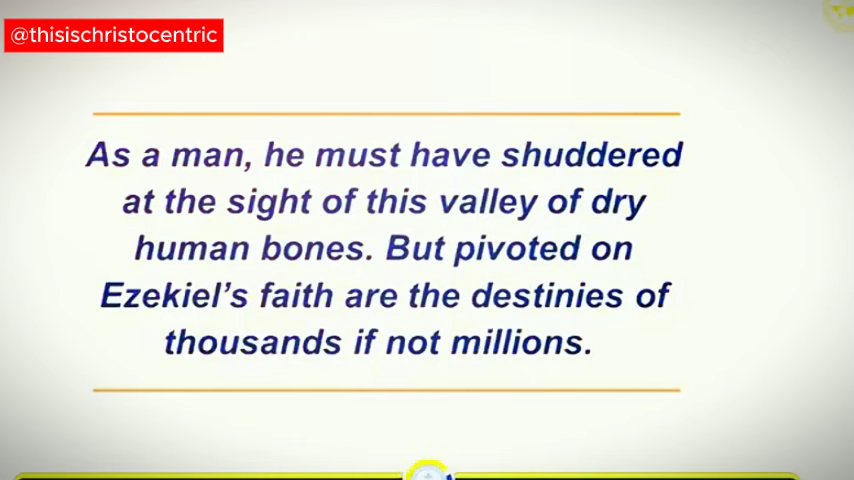 @thisischristocentric
As a man, he must have shuddered
at the sight of this valley of dry
human bones. But pivoted on
Ezekiel's faith are the destinies of
thousands if not millions.